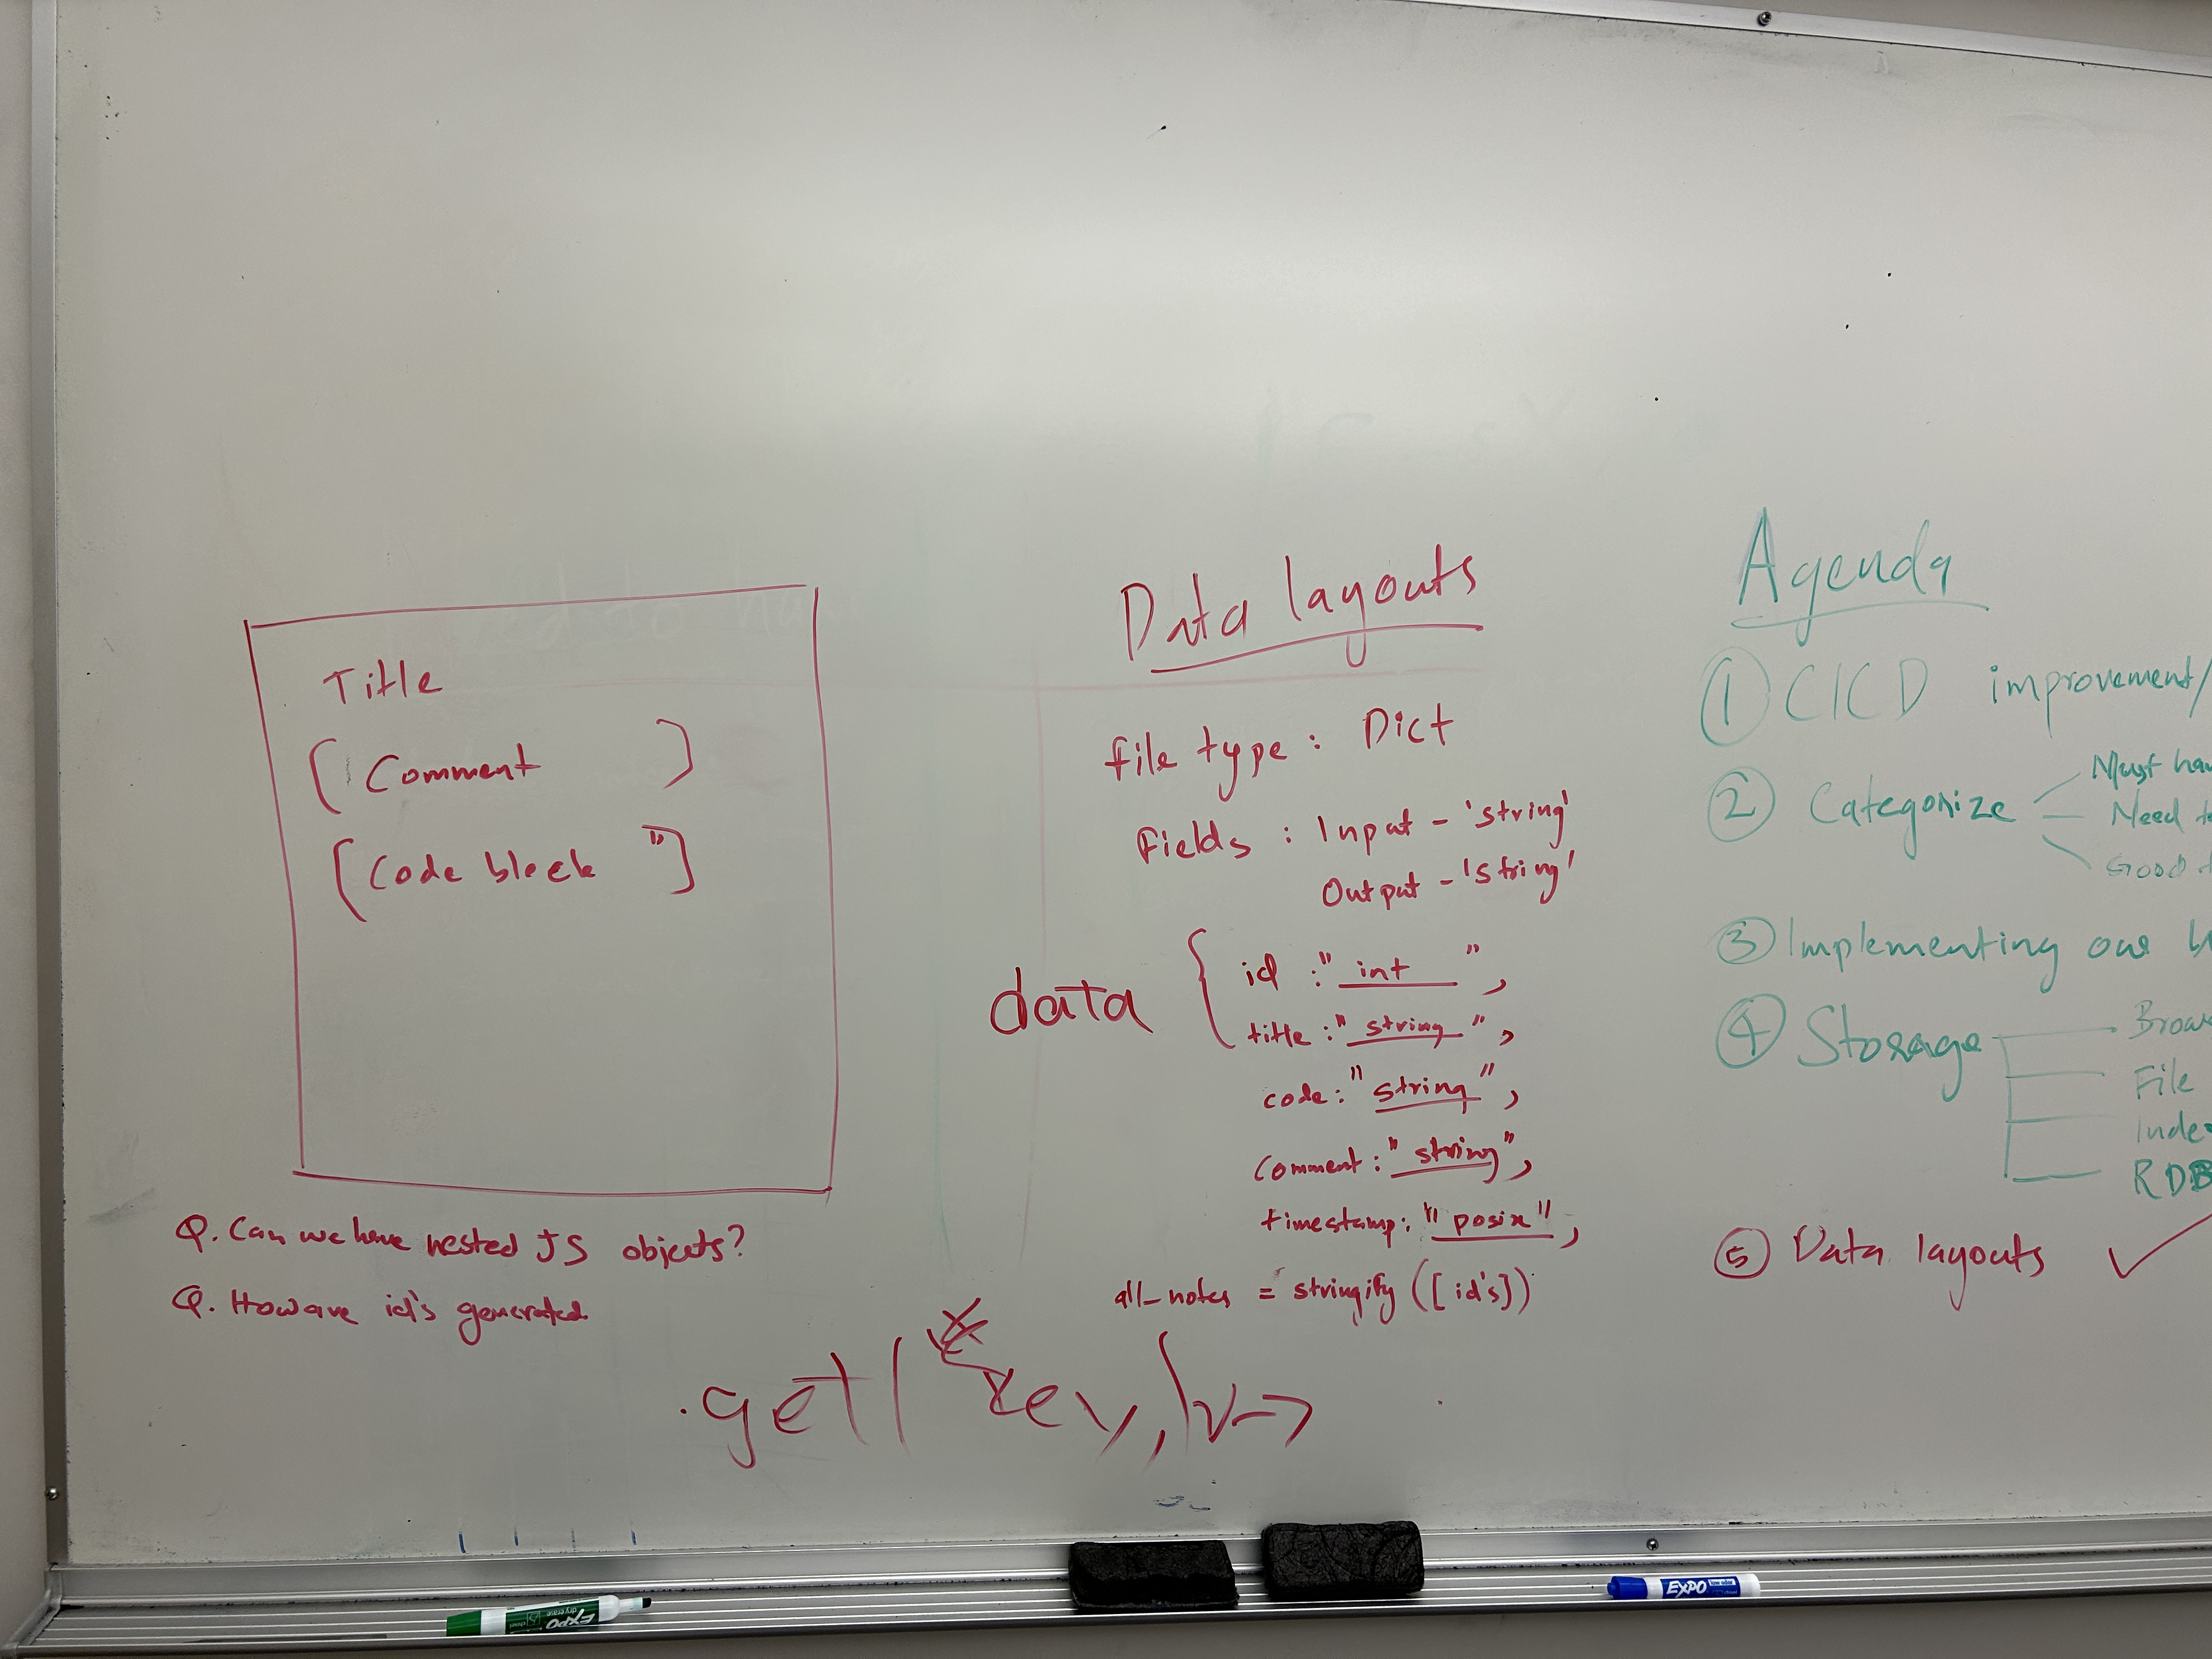 Title
[ Comment ]
[ Code block " ]
Q. Can we have nested JS objects?
Q. How are id's generated
Data layouts
file type : Dict
fields : Input - 'string'
Output - 'string'
data { id : " int ",
title : " string ",
code : " string ",
comment : " string ",
timestamp : " posix ",
all_notes = stringify ([ id's])
.get( key, v->
Agenda
① CICD improvement/
② Categorize
Must ha
Need t
Good t
③ Implementing our
④ Storage
Brow
File
Inde
RDB
⑤ Data layouts ✓
EXPO
EXPO